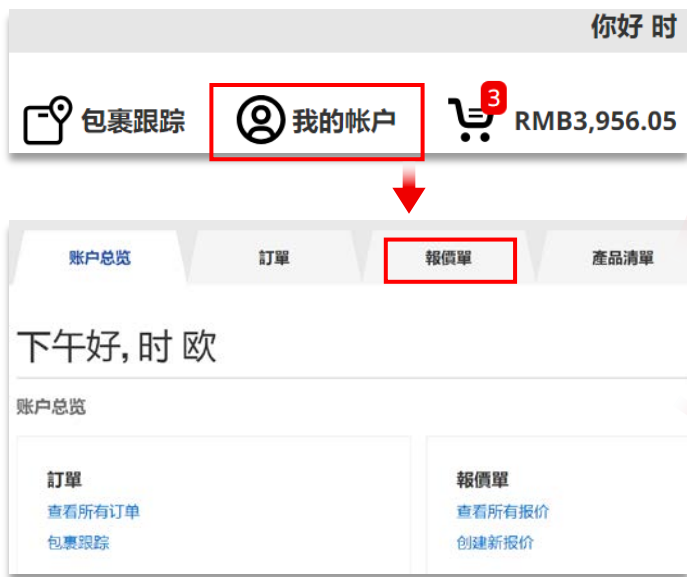 你好 时
包裹跟踪
我的帐户
3
RMB3,956.05
账户总览
訂單
報價單
產品清單
下午好, 时 欧
账户总览
訂單
查看所有订单
包裹跟踪
報價單
查看所有报价
创建新报价